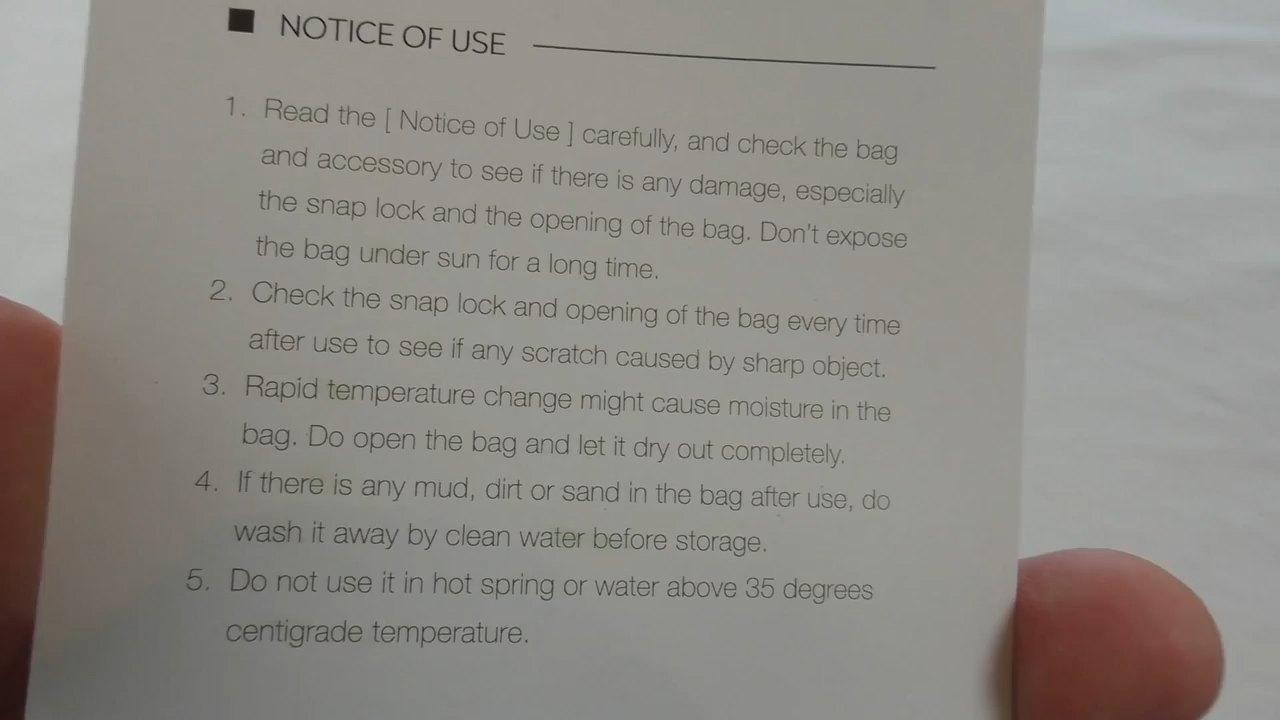 ■ NOTICE OF USE
1. Read the [ Notice of Use ] carefully, and check the bag
and accessory to see if there is any damage, especially
the snap lock and the opening of the bag. Don't expose
the bag under sun for a long time.
2. Check the snap lock and opening of the bag every time
after use to see if any scratch caused by sharp object.
3. Rapid temperature change might cause moisture in the
bag. Do open the bag and let it dry out completely.
4. If there is any mud, dirt or sand in the bag after use, do
wash it away by clean water before storage.
5. Do not use it in hot spring or water above 35 degrees
centigrade temperature.